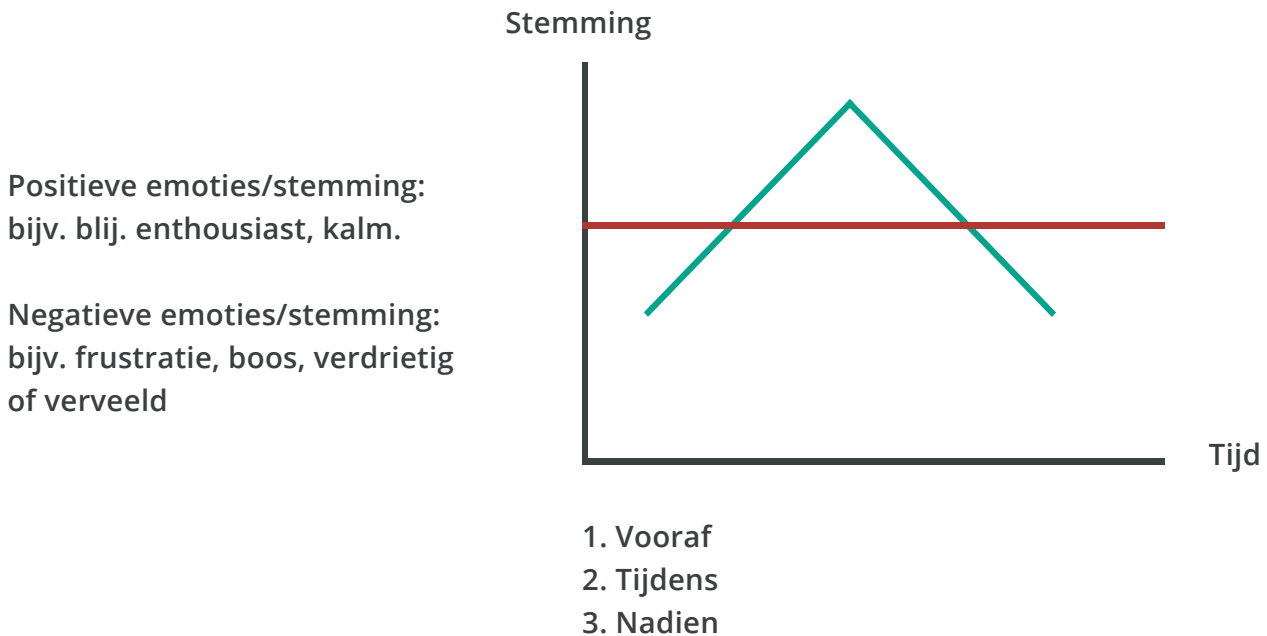 Stemming
Positieve emoties/stemming:
bijv. blij. enthousiast, kalm.
Negatieve emoties/stemming:
bijv. frustratie, boos, verdrietig
of verveeld
Tijd
1. Vooraf
2. Tijdens
3. Nadien